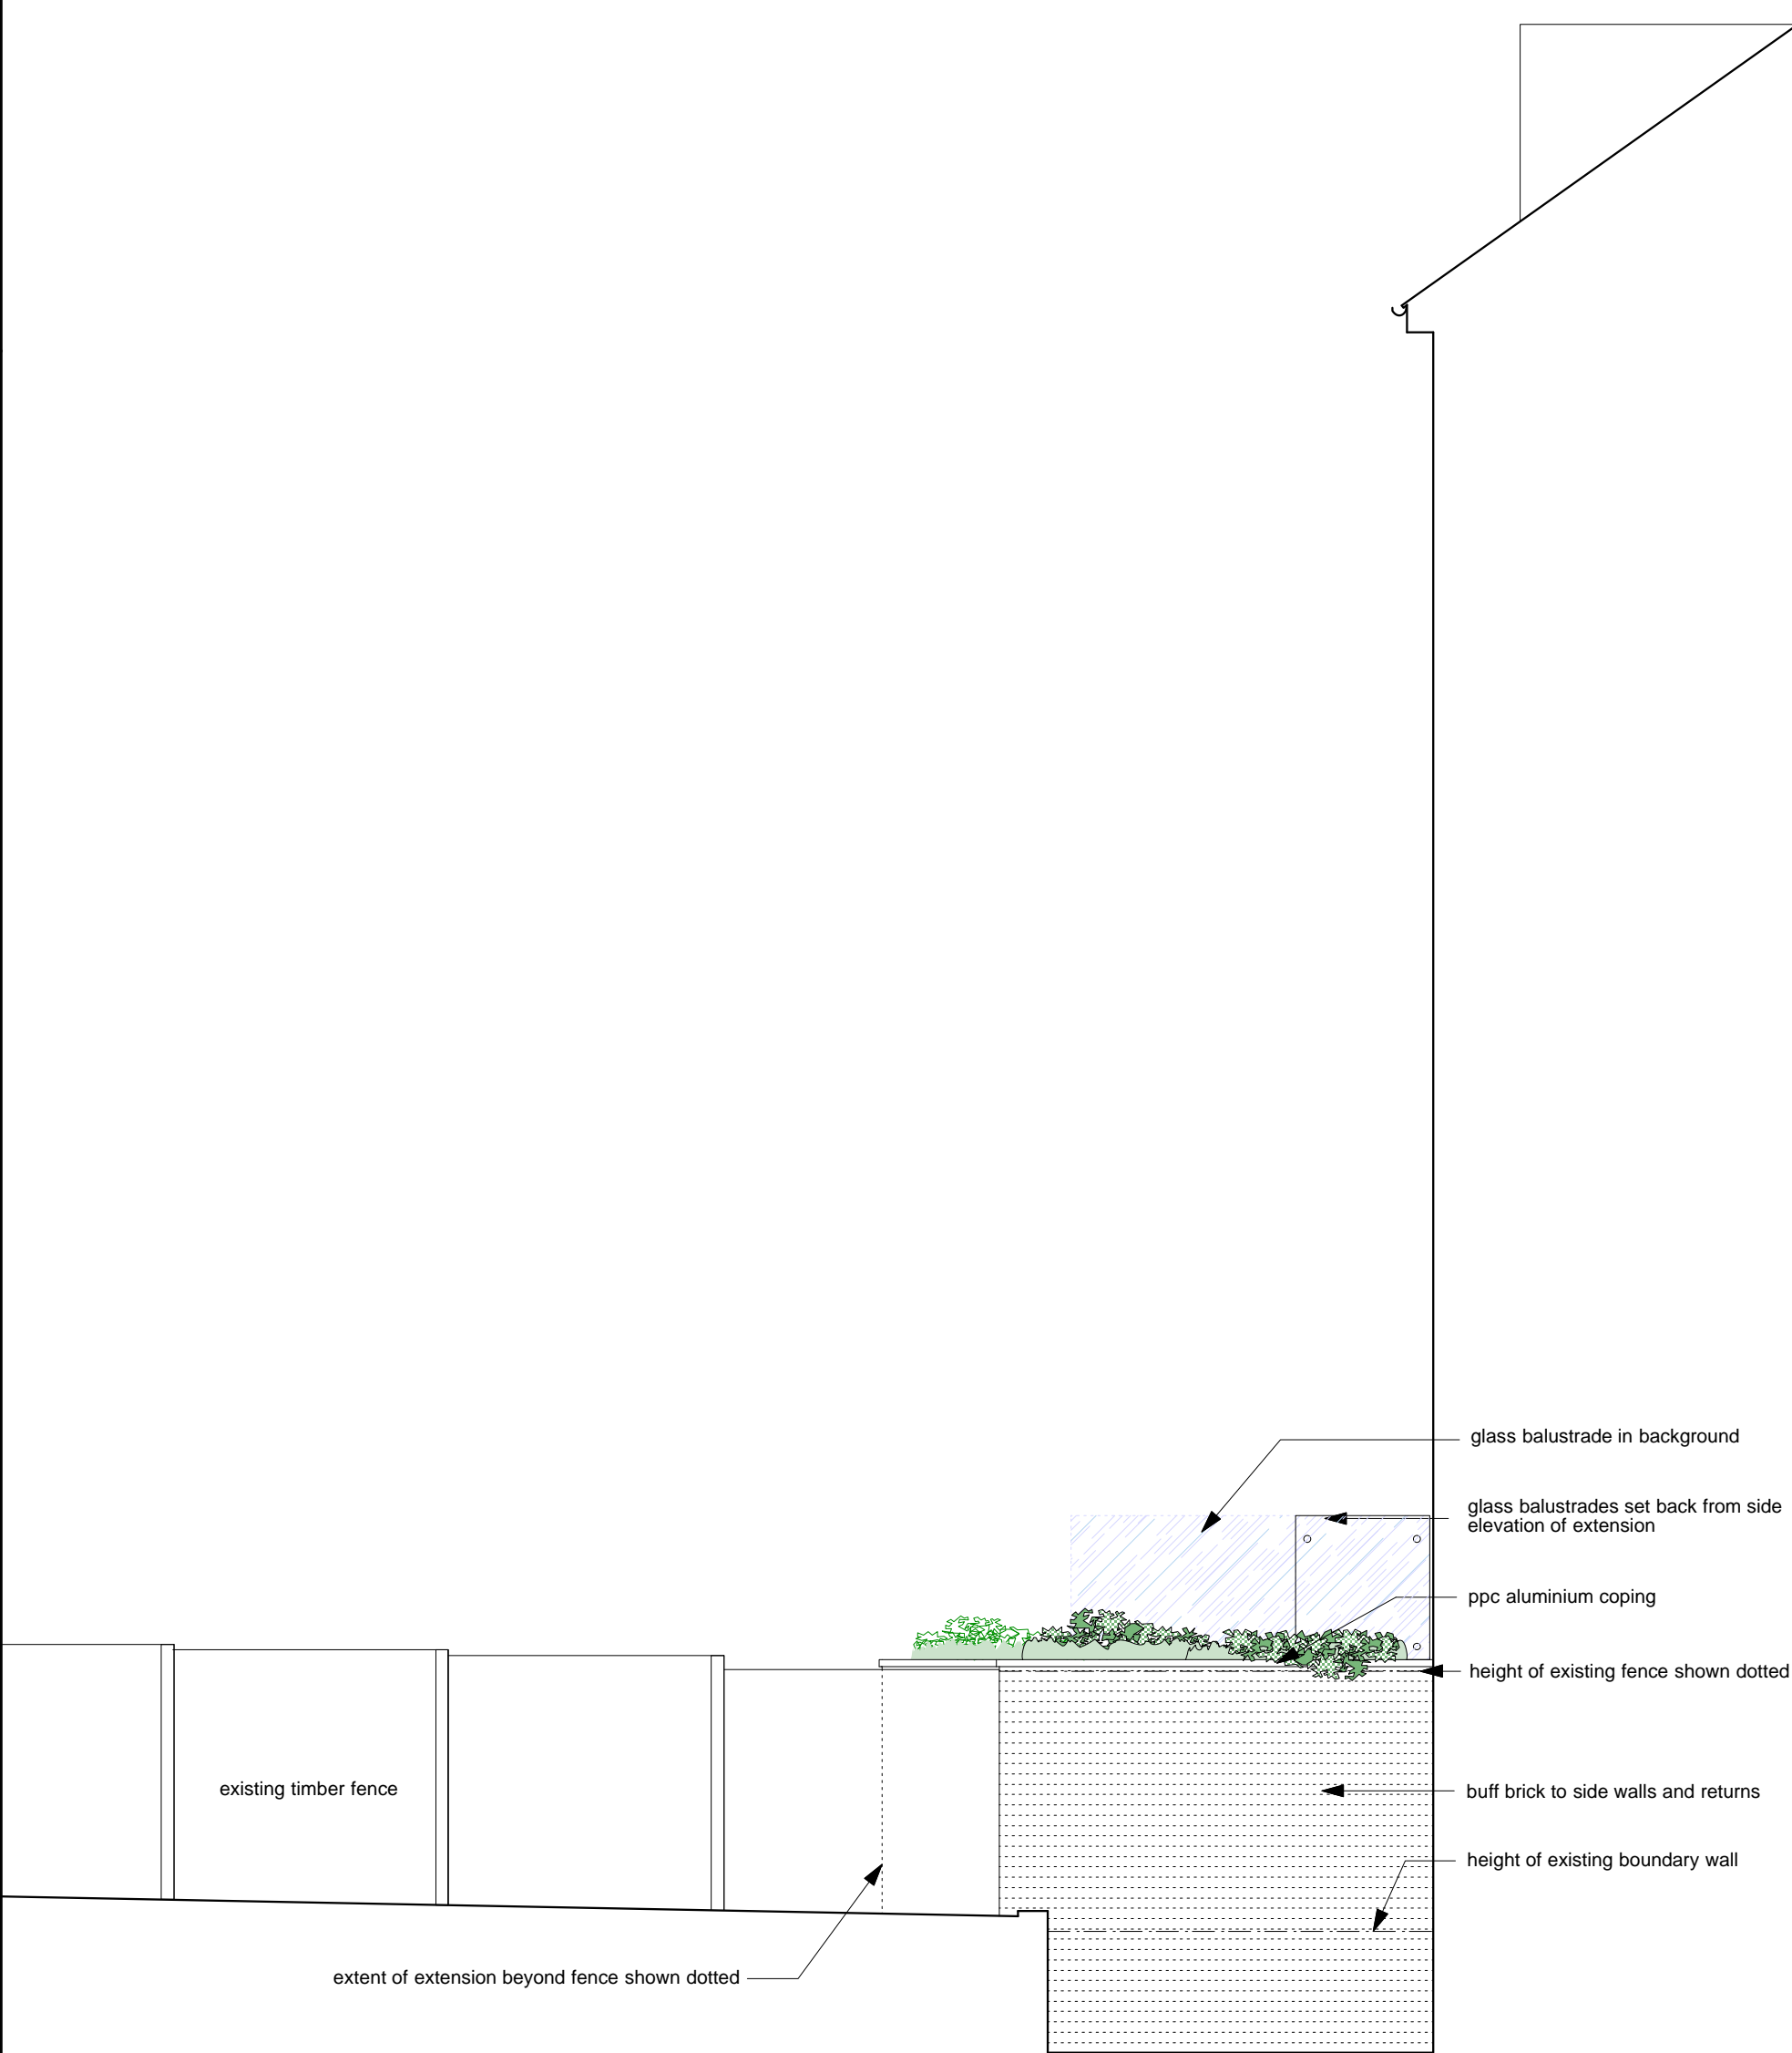 glass balustrade in background
glass balustrades set back from side
elevation of extension
ppc aluminium coping
height of existing fence shown dotted
existing timber fence
buff brick to side walls and returns
height of existing boundary wall
extent of extension beyond fence shown dotted